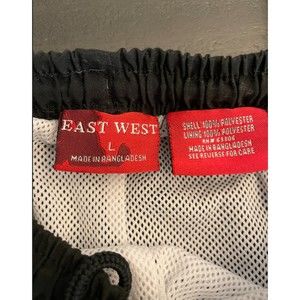 EAST WEST
L
MADE IN BANGLADESH
SHELL: 100% POLYESTER
LINING: 100% POLYESTER
MADE IN BANGLADESH
SEE REVERSE FOR CARE